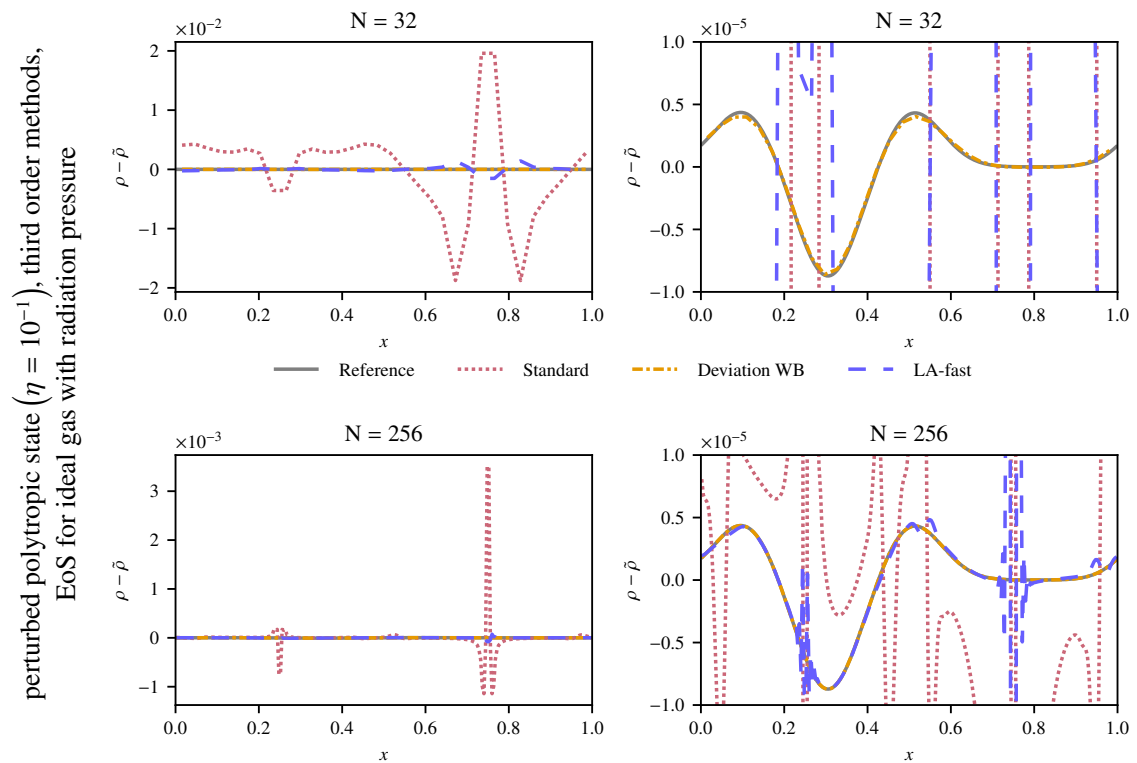 perturbed polytropic state (η = 10⁻¹), third order methods,
EoS for ideal gas with radiation pressure
N = 32
×10⁻²
2
1
0
−1
−2
ρ − ρ̃
0.0 0.2 0.4 0.6 0.8 1.0
x
N = 32
×10⁻⁵
1.0
0.5
0.0
−0.5
−1.0
ρ − ρ̃
0.0 0.2 0.4 0.6 0.8 1.0
x
Reference Standard Deviation WB LA-fast
N = 256
×10⁻³
3
2
1
0
−1
ρ − ρ̃
0.0 0.2 0.4 0.6 0.8 1.0
x
N = 256
×10⁻⁵
1.0
0.5
0.0
−0.5
−1.0
ρ − ρ̃
0.0 0.2 0.4 0.6 0.8 1.0
x